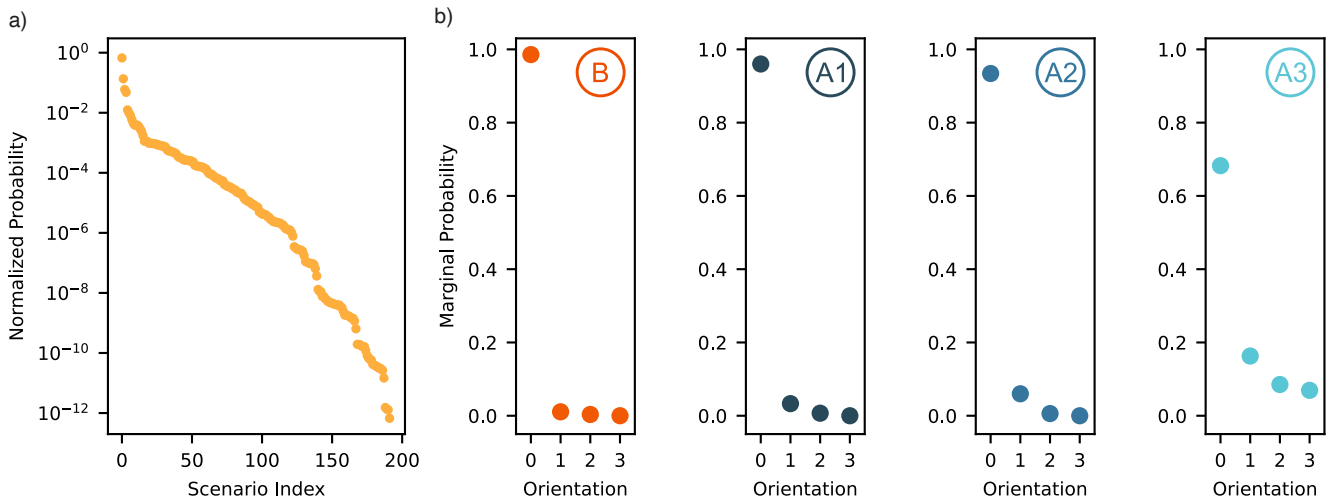 a)
10^0
10^-2
10^-4
10^-6
10^-8
10^-10
10^-12
Normalized Probability
0 50 100 150 200
Scenario Index
b)
Marginal Probability
1.0
0.8
0.6
0.4
0.2
0.0
B
0 1 2 3
Orientation
1.0
0.8
0.6
0.4
0.2
0.0
A1
0 1 2 3
Orientation
1.0
0.8
0.6
0.4
0.2
0.0
A2
0 1 2 3
Orientation
1.0
0.8
0.6
0.4
0.2
0.0
A3
0 1 2 3
Orientation